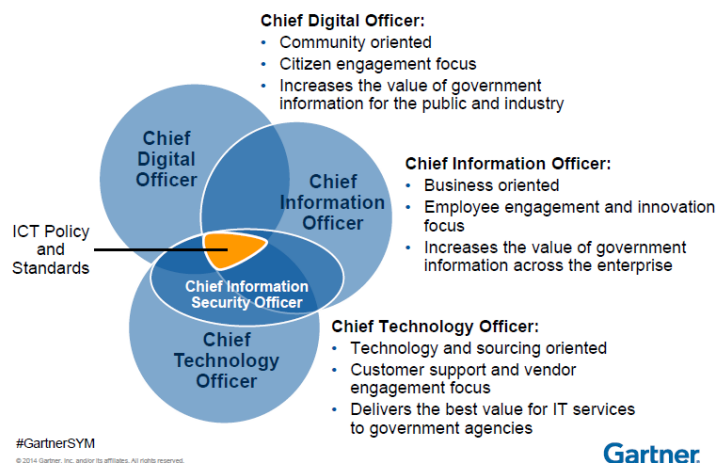 Chief Digital Officer:
• Community oriented
• Citizen engagement focus
• Increases the value of government
information for the public and industry
Chief
Digital
Officer
Chief
Information
Officer
Chief Information Officer:
• Business oriented
• Employee engagement and innovation
focus
• Increases the value of government
information across the enterprise
ICT Policy
and
Standards
Chief Information
Security Officer
Chief
Technology
Officer
Chief Technology Officer:
• Technology and sourcing oriented
• Customer support and vendor
engagement focus
• Delivers the best value for IT services
to government agencies
#GartnerSYM
© 2014 Gartner, Inc. and/or its affiliates. All rights reserved.
Gartner.